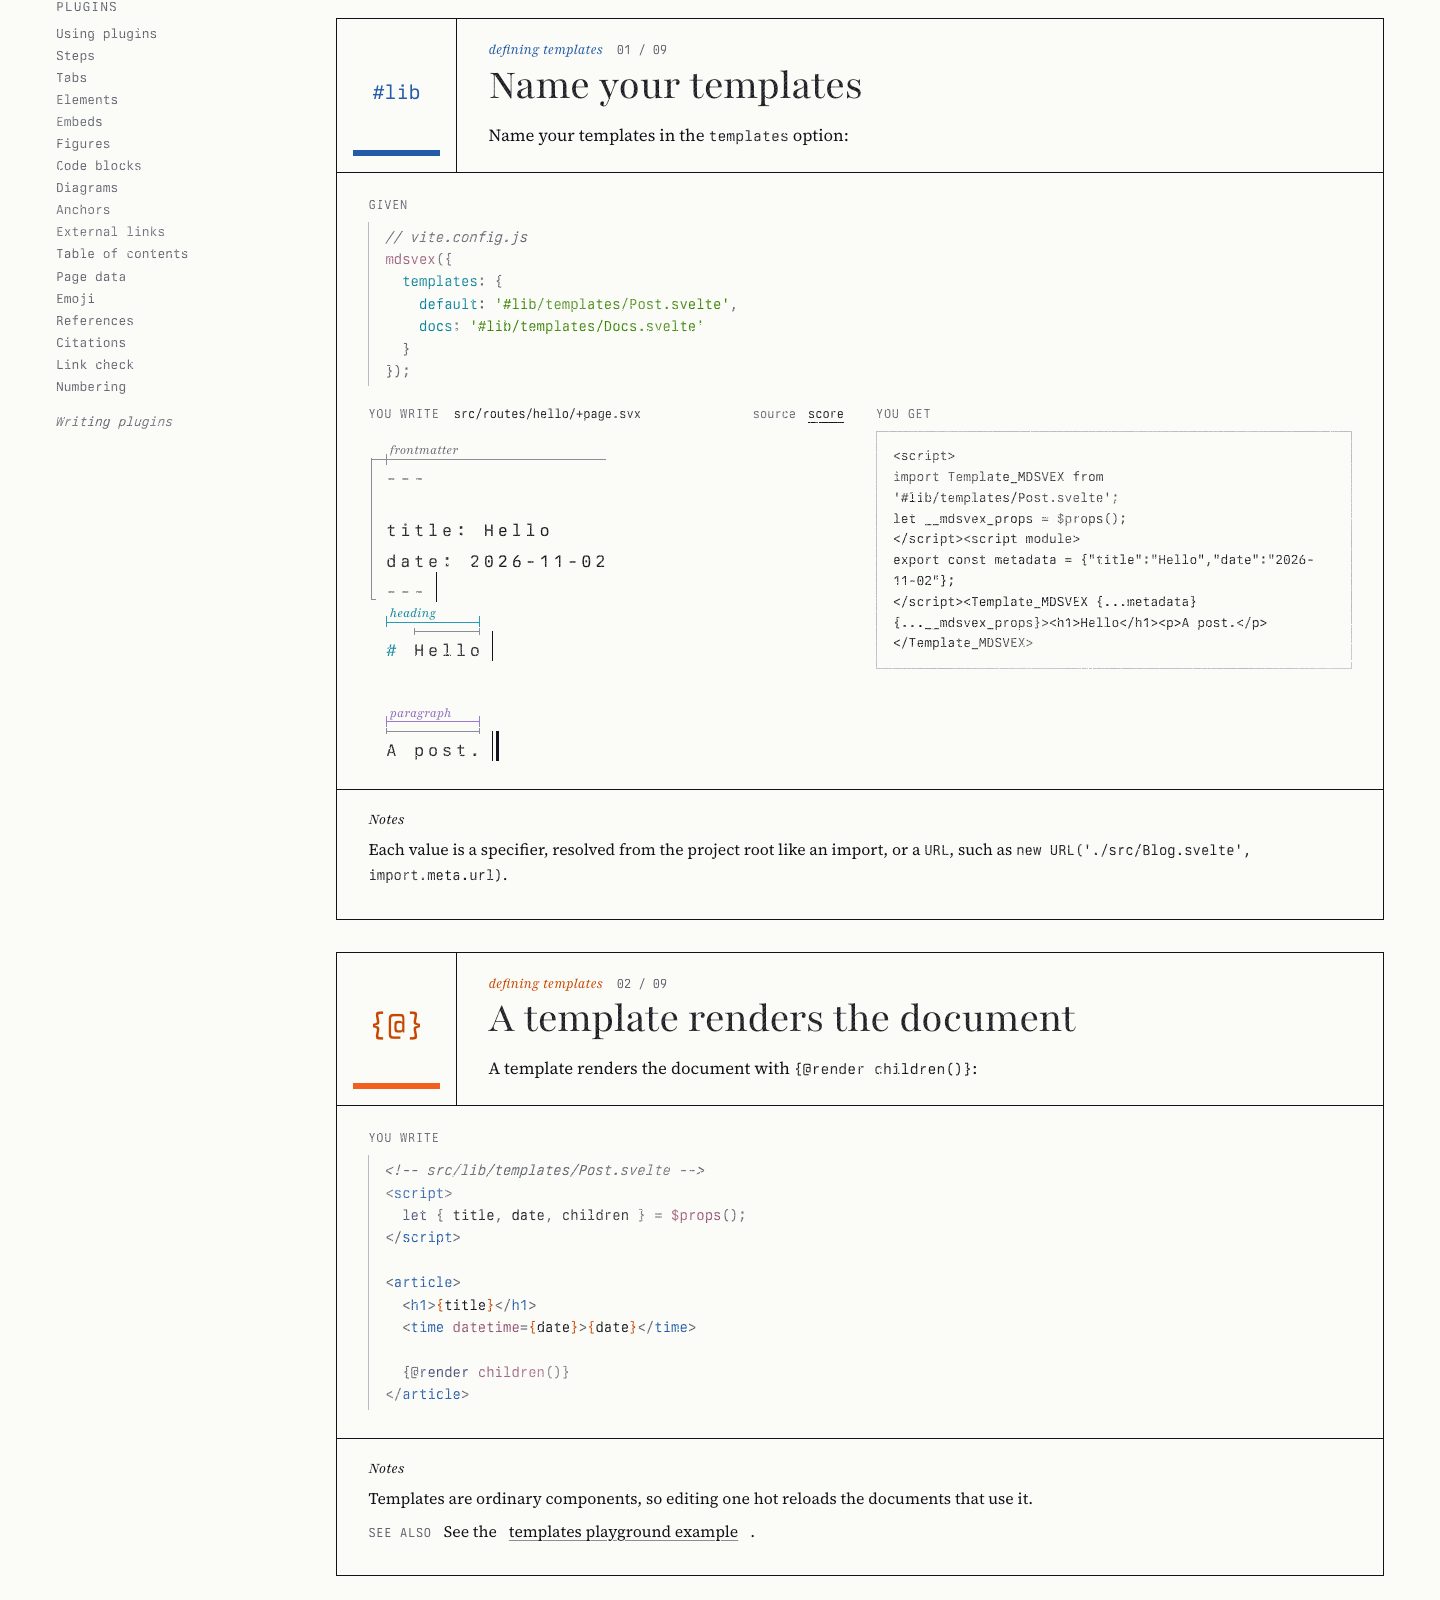 PLUGINS
Using plugins
Steps
Tabs
Elements
Embeds
Figures
Code blocks
Diagrams
Anchors
External links
Table of contents
Page data
Emoji
References
Citations
Link check
Numbering
Writing plugins
#lib
defining templates 01 / 09
Name your templates
Name your templates in the templates option:
GIVEN
// vite.config.js
mdsvex({
  templates: {
    default: '#lib/templates/Post.svelte',
    docs: '#lib/templates/Docs.svelte'
  }
});
YOU WRITE src/routes/hello/+page.svx source score
frontmatter
---
title: Hello
date: 2026-11-02
---
heading
# Hello
paragraph
A post.
YOU GET
<script>
import Template_MDSVEX from
'#lib/templates/Post.svelte';
let __mdsvex_props = $props();
</script><script module>
export const metadata = {"title":"Hello","date":"2026-
11-02"};
</script><Template_MDSVEX {...metadata}
{...__mdsvex_props}><h1>Hello</h1><p>A post.</p>
</Template_MDSVEX>
Notes
Each value is a specifier, resolved from the project root like an import, or a URL, such as new URL('./src/Blog.svelte',
import.meta.url).
{@}
defining templates 02 / 09
A template renders the document
A template renders the document with {@render children()}:
YOU WRITE
<!-- src/lib/templates/Post.svelte -->
<script>
  let { title, date, children } = $props();
</script>
<article>
  <h1>{title}</h1>
  <time datetime={date}>{date}</time>
  {@render children()}
</article>
Notes
Templates are ordinary components, so editing one hot reloads the documents that use it.
SEE ALSO See the templates playground example .